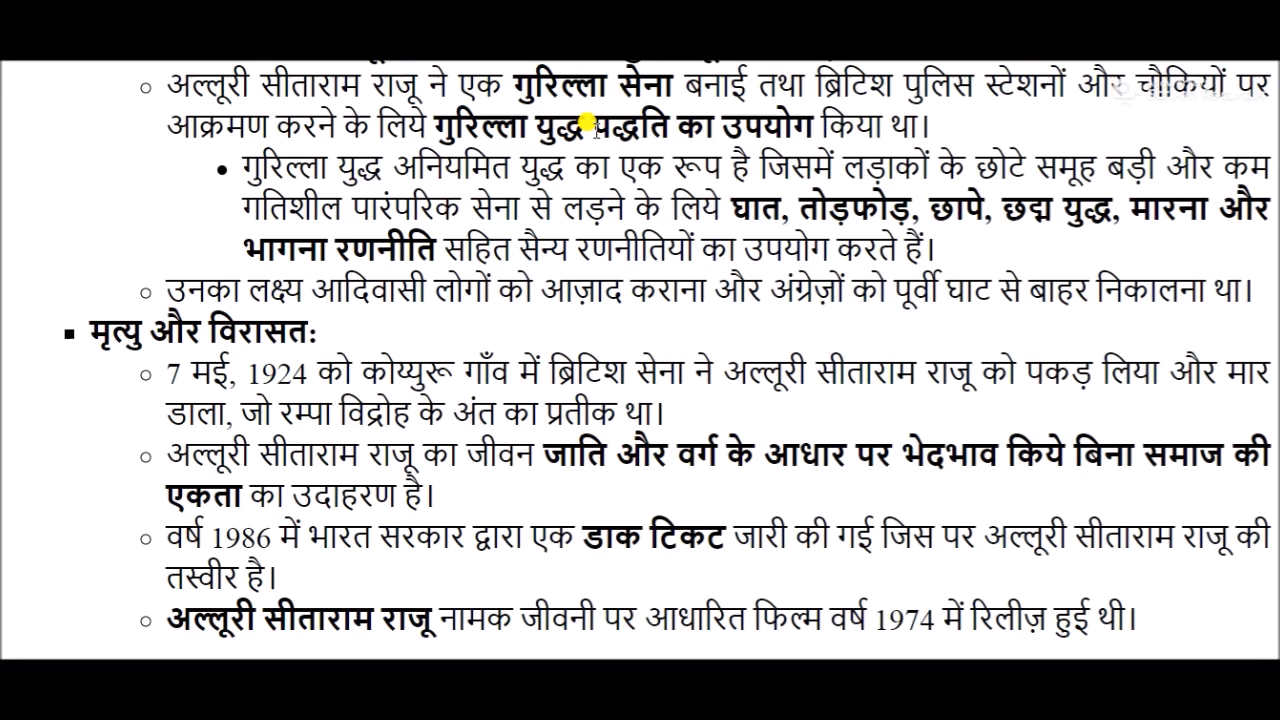 अल्लूरी सीताराम राजू ने एक गुरिल्ला सेना बनाई तथा ब्रिटिश पुलिस स्टेशनों और चौकियों पर
आक्रमण करने के लिये गुरिल्ला युद्ध पद्धति का उपयोग किया था।
गुरिल्ला युद्ध अनियमित युद्ध का एक रूप है जिसमें लड़ाकों के छोटे समूह बड़ी और कम
गतिशील पारंपरिक सेना से लड़ने के लिये घात, तोड़फोड़, छापे, छद्म युद्ध, मारना और
भागना रणनीति सहित सैन्य रणनीतियों का उपयोग करते हैं।
उनका लक्ष्य आदिवासी लोगों को आज़ाद कराना और अंग्रेज़ों को पूर्वी घाट से बाहर निकालना था।
मृत्यु और विरासत:
7 मई, 1924 को कोय्युरू गाँव में ब्रिटिश सेना ने अल्लूरी सीताराम राजू को पकड़ लिया और मार
डाला, जो रम्पा विद्रोह के अंत का प्रतीक था।
अल्लूरी सीताराम राजू का जीवन जाति और वर्ग के आधार पर भेदभाव किये बिना समाज की
एकता का उदाहरण है।
वर्ष 1986 में भारत सरकार द्वारा एक डाक टिकट जारी की गई जिस पर अल्लूरी सीताराम राजू की
तस्वीर है।
अल्लूरी सीताराम राजू नामक जीवनी पर आधारित फिल्म वर्ष 1974 में रिलीज़ हुई थी।